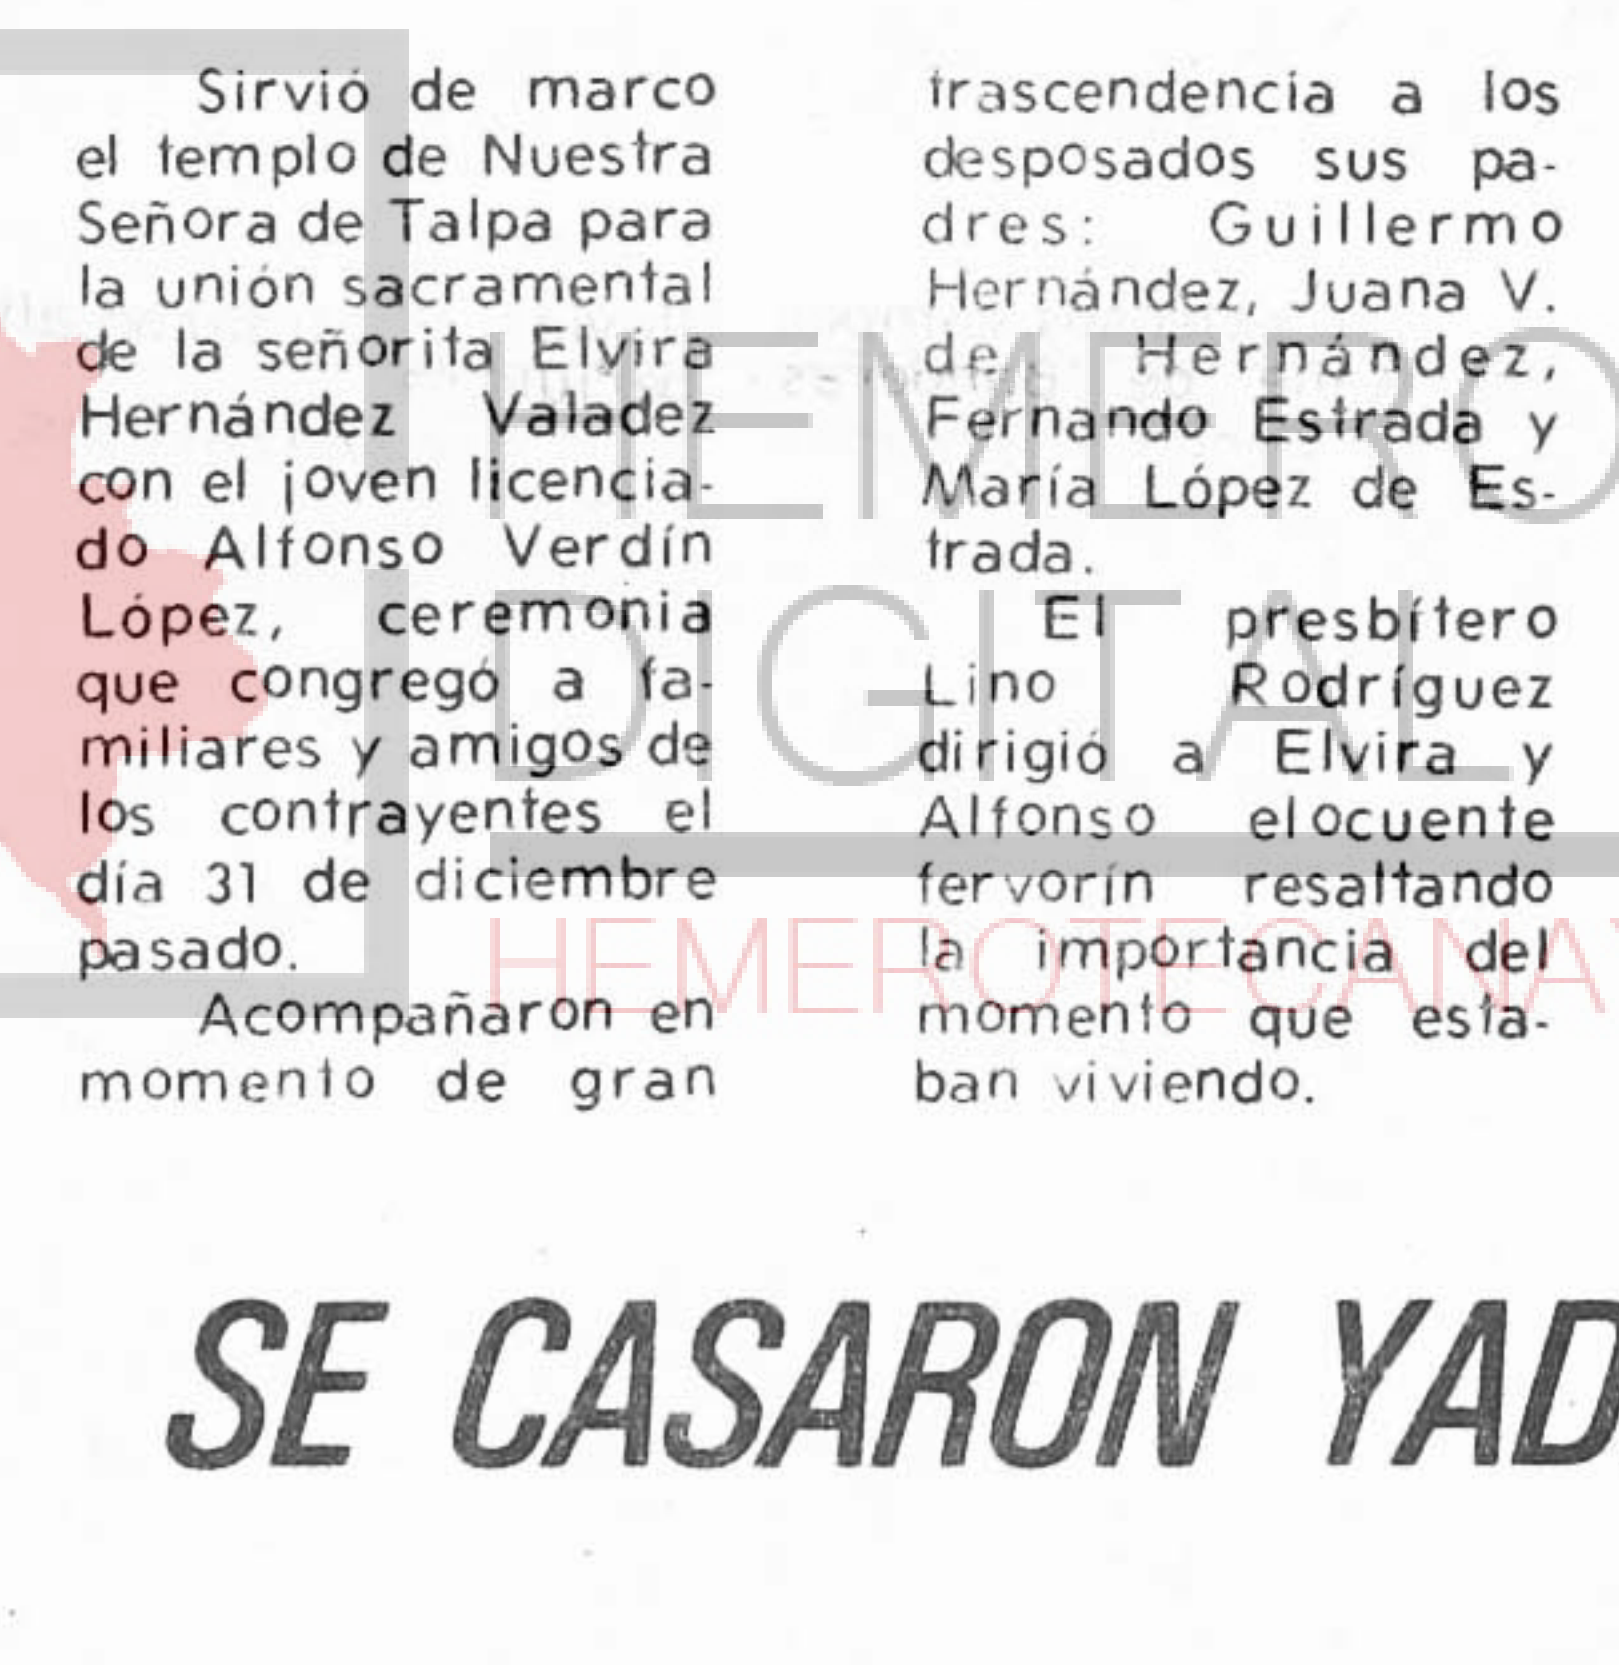 Sirvió de marco
el templo de Nuestra
Señora de Talpa para
la unión sacramental
de la señorita Elvira
Hernández Valadez
con el joven licencia-
do Alfonso Verdín
López, ceremonia
que congregó a fa-
miliares y amigos de
los contrayentes el
día 31 de diciembre
pasado.
Acompañaron en
momento de gran
trascendencia a los
desposados sus pa-
dres: Guillermo
Hernández, Juana V.
de Hernández,
Fernando Estrada y
María López de Es-
trada.
El presbítero
Lino Rodríguez
dirigió a Elvira y
Alfonso elocuente
fervorín resaltando
la importancia del
momento que esta-
ban viviendo.
HEMERO
DIGITAL
HEMEROTECANA
SE CASARON YAD